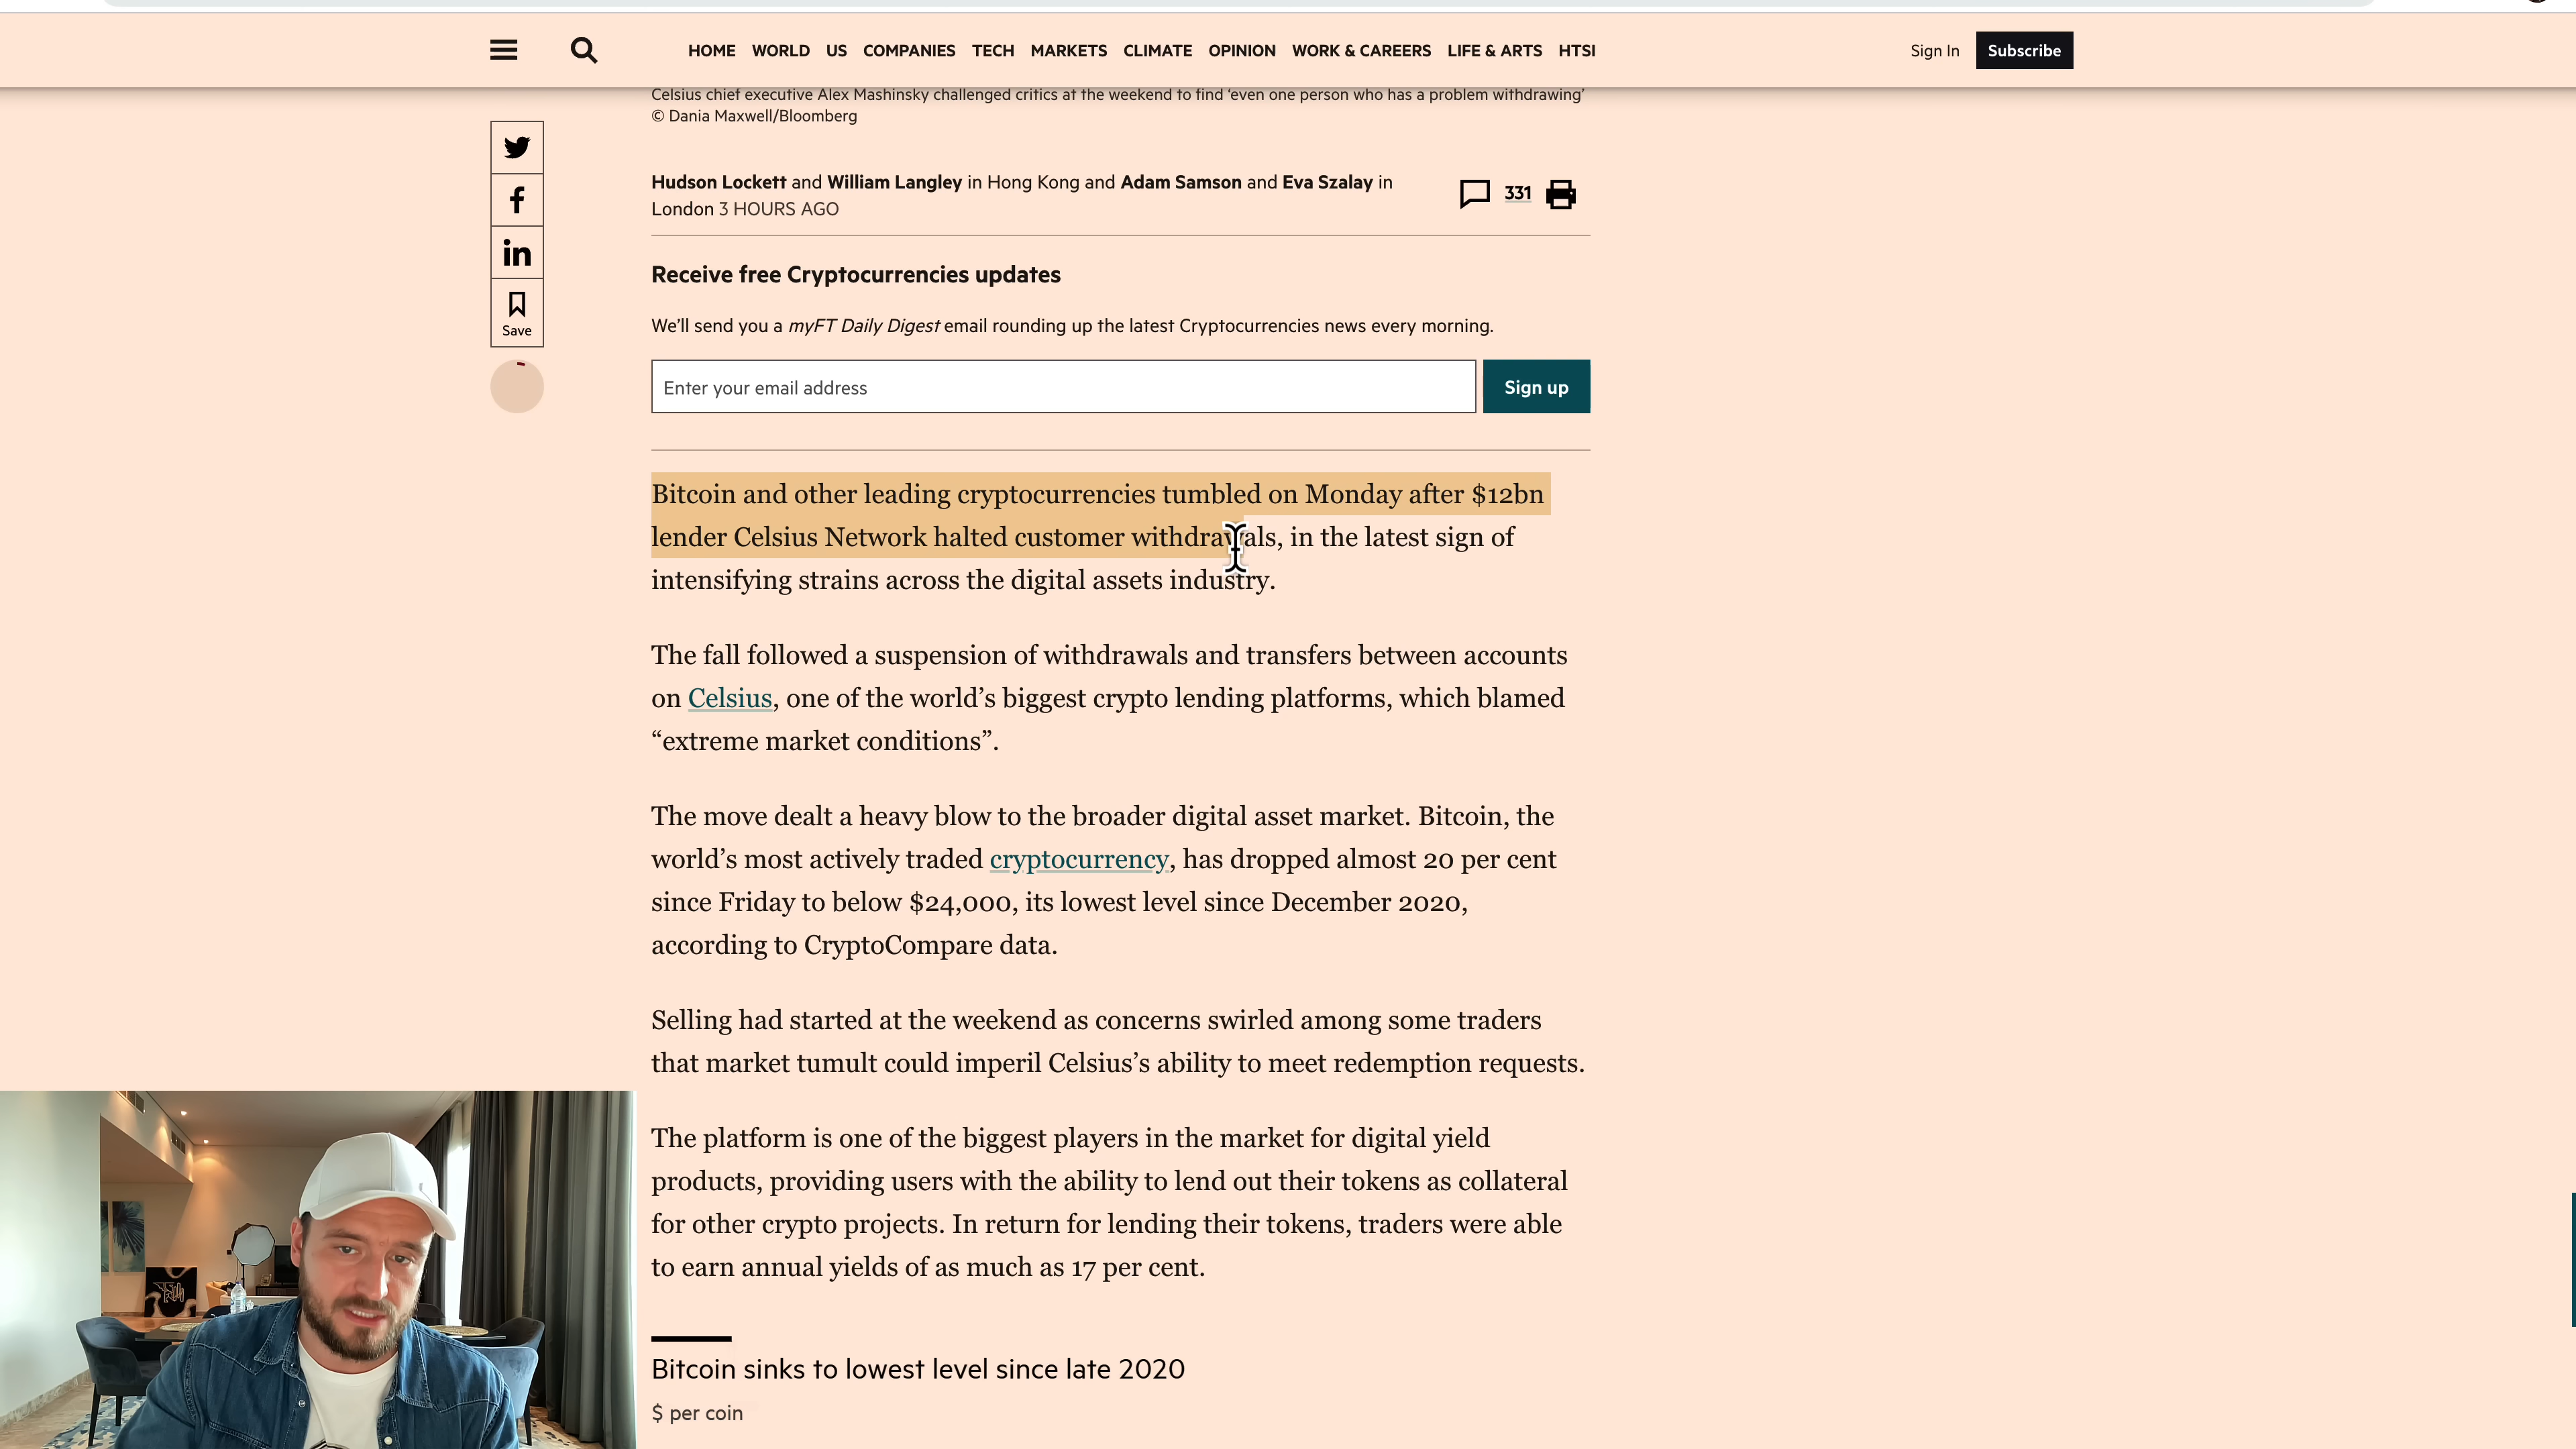 HOME WORLD US COMPANIES TECH MARKETS CLIMATE OPINION WORK & CAREERS LIFE & ARTS HTSI Sign In Subscribe
Celsius chief executive Alex Mashinsky challenged critics at the weekend to find ‘even one person who has a problem withdrawing’
© Dania Maxwell/Bloomberg
Hudson Lockett and William Langley in Hong Kong and Adam Samson and Eva Szalay in
London 3 HOURS AGO
331
Save
Receive free Cryptocurrencies updates
We’ll send you a myFT Daily Digest email rounding up the latest Cryptocurrencies news every morning.
Enter your email address
Sign up
Bitcoin and other leading cryptocurrencies tumbled on Monday after $12bn
lender Celsius Network halted customer withdrawals, in the latest sign of
intensifying strains across the digital assets industry.
The fall followed a suspension of withdrawals and transfers between accounts
on Celsius, one of the world’s biggest crypto lending platforms, which blamed
“extreme market conditions”.
The move dealt a heavy blow to the broader digital asset market. Bitcoin, the
world’s most actively traded cryptocurrency, has dropped almost 20 per cent
since Friday to below $24,000, its lowest level since December 2020,
according to CryptoCompare data.
Selling had started at the weekend as concerns swirled among some traders
that market tumult could imperil Celsius’s ability to meet redemption requests.
The platform is one of the biggest players in the market for digital yield
products, providing users with the ability to lend out their tokens as collateral
for other crypto projects. In return for lending their tokens, traders were able
to earn annual yields of as much as 17 per cent.
Bitcoin sinks to lowest level since late 2020
$ per coin